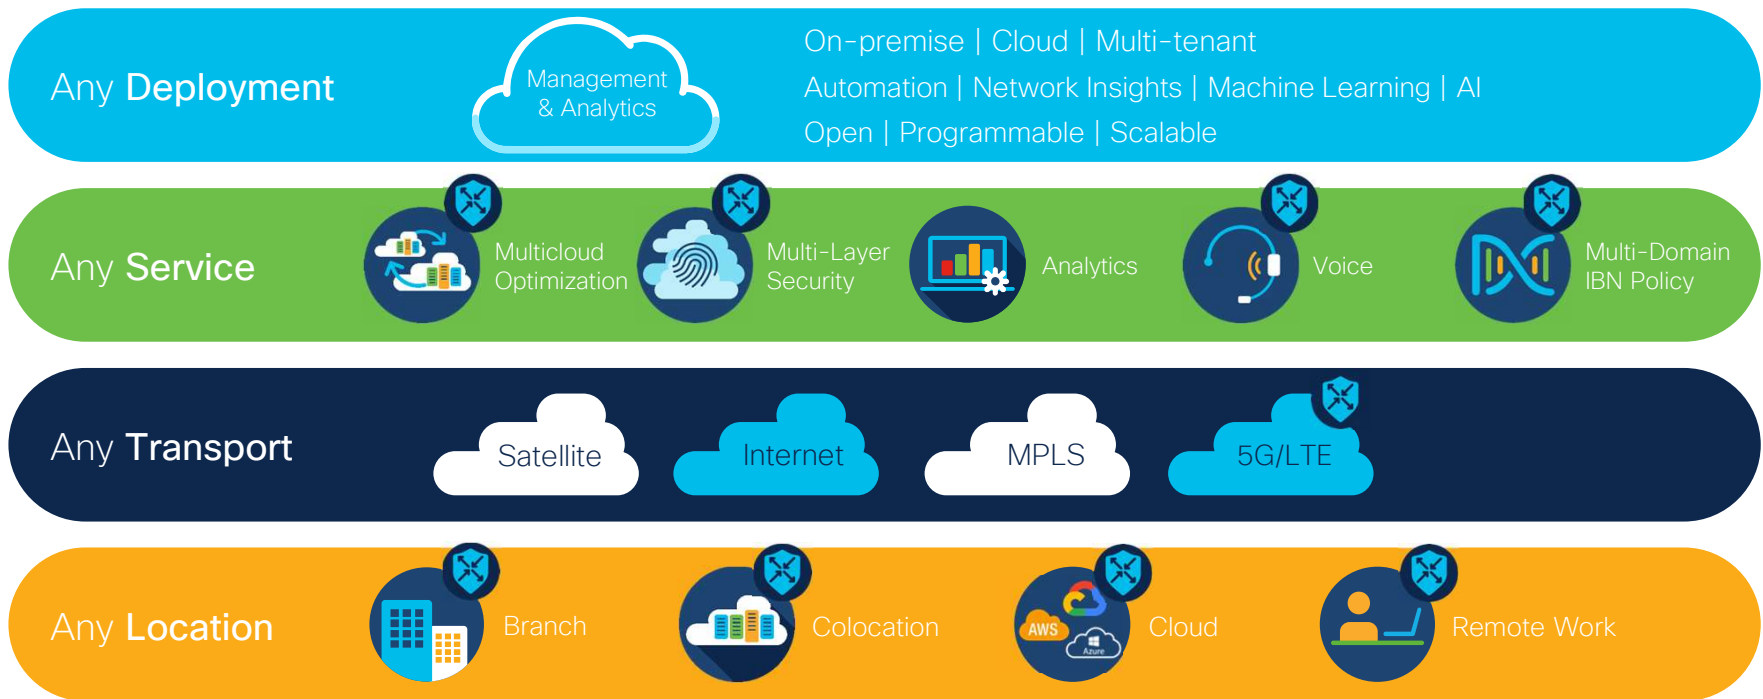 Any Deployment
Management
& Analytics
On-premise | Cloud | Multi-tenant
Automation | Network Insights | Machine Learning | AI
Open | Programmable | Scalable
Any Service
Multicloud
Optimization
Multi-Layer
Security
Analytics
Voice
Multi-Domain
IBN Policy
Any Transport
Satellite
Internet
MPLS
5G/LTE
Any Location
Branch
Colocation
AWS
Azure
Cloud
Remote Work